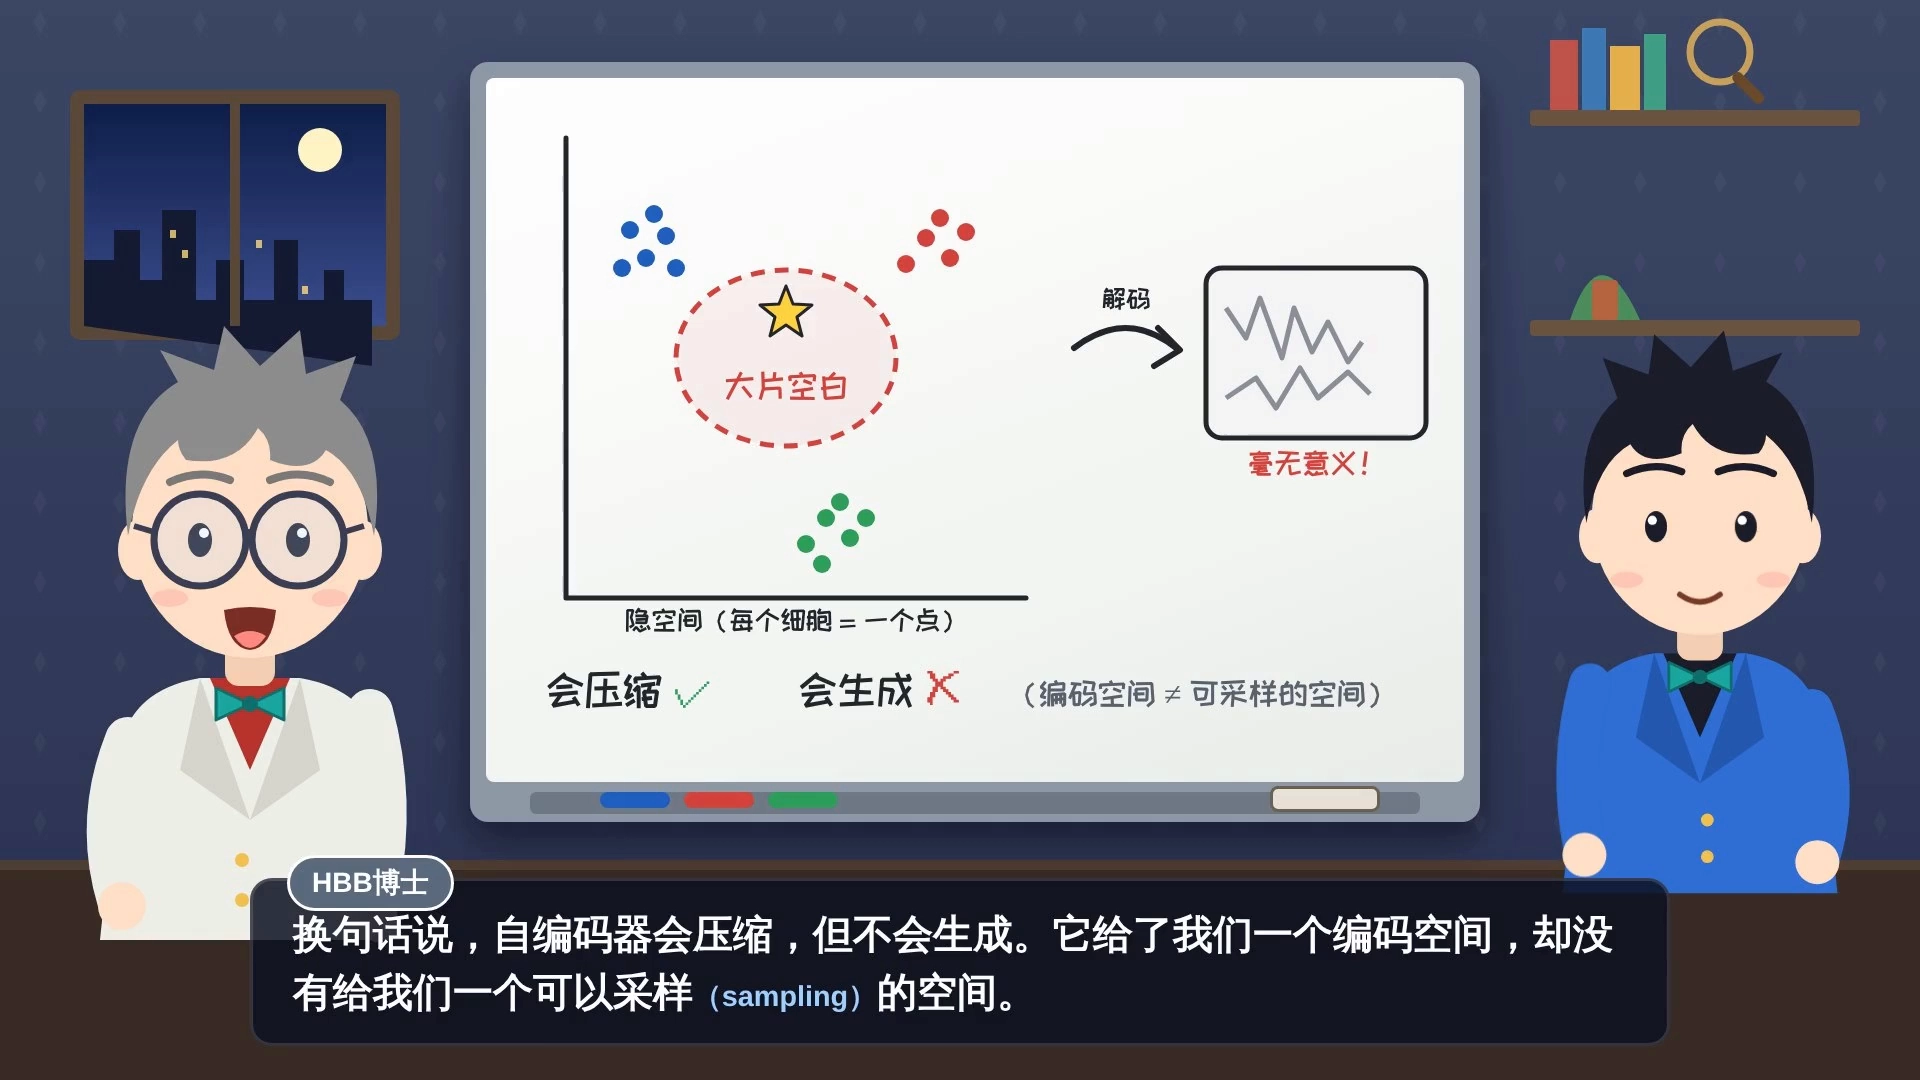 大片空白
解码
毫无意义！
隐空间（每个细胞 = 一个点）
会压缩 ✓ 会生成 ✗ （编码空间 ≠ 可采样的空间）
HBB博士
换句话说，自编码器会压缩，但不会生成。它给了我们一个编码空间，却没
有给我们一个可以采样（sampling）的空间。